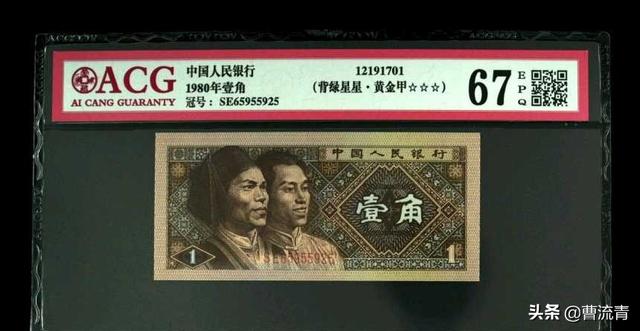 ACG
AI CANG GUARANTY
中国人民银行
1980年壹角
冠号: SE65955925
12191701
(背绿星星·黄金甲☆☆☆)
67
EPQ
中国人民银行
壹角
1
SE65955925
1
头条 @曹流青